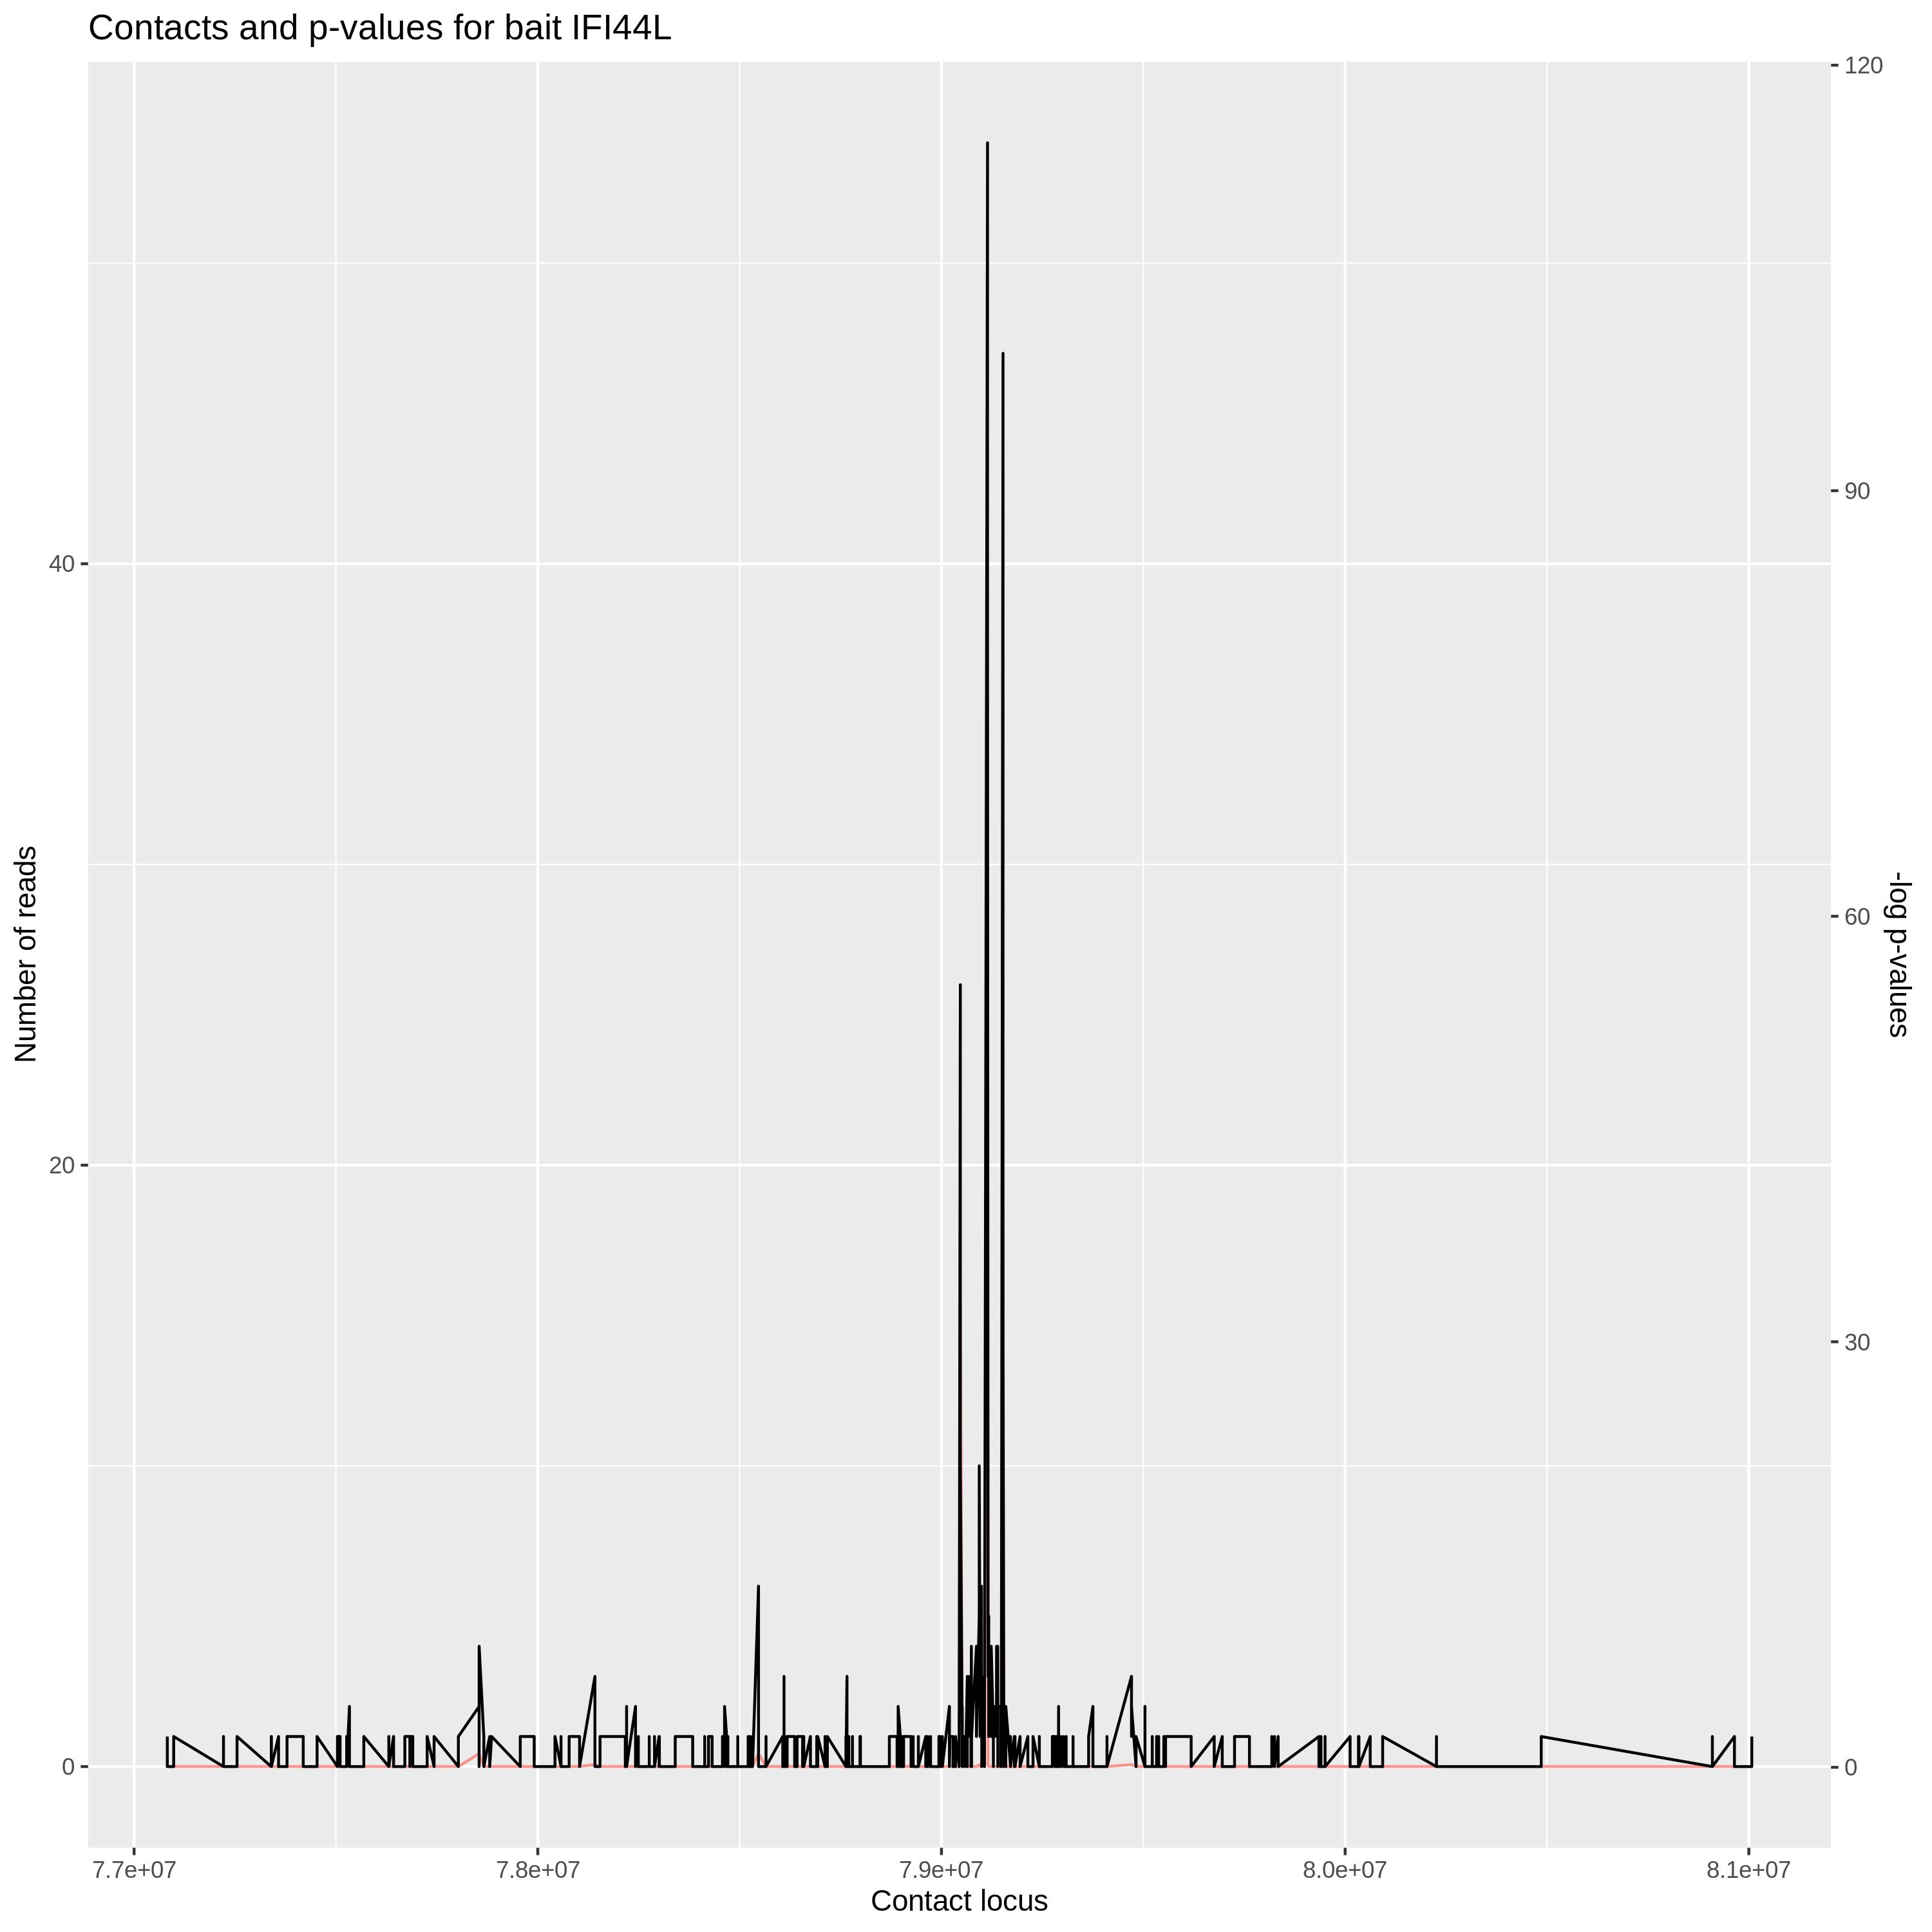 Contacts and p-values for bait IFI44L
120
90
40
60
20
30
0
0
Number of reads
-log p-values
7.7e+07
7.8e+07
7.9e+07
8.0e+07
8.1e+07
Contact locus